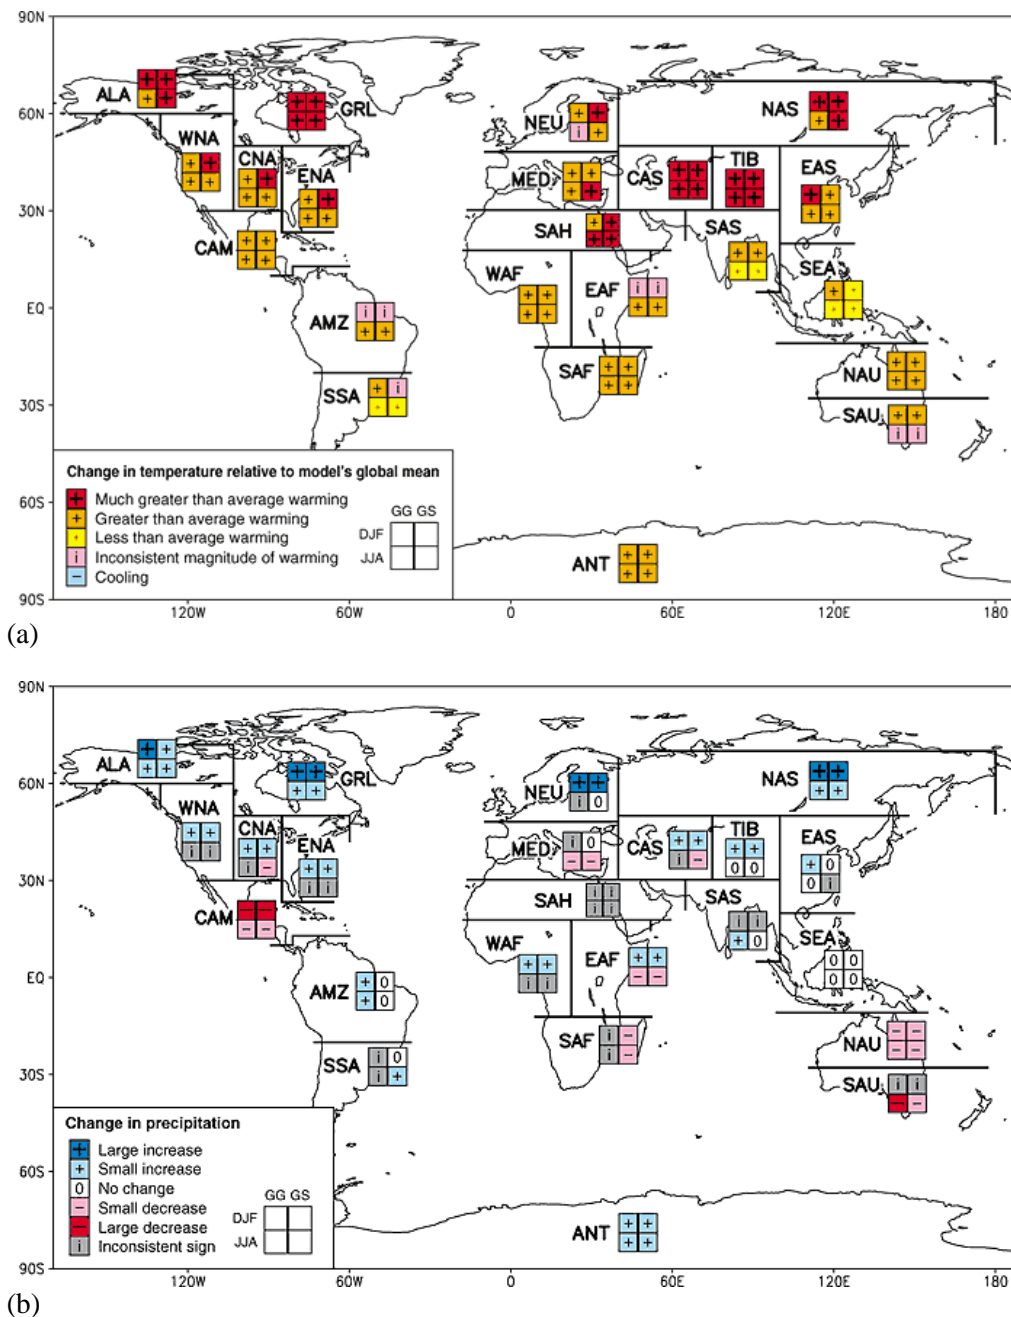 90N
ALA
GRL
NAS
60N
NEU
WNA
CNA
ENA
MED
CAS
TIB
EAS
30N
SAH
SAS
CAM
WAF
EAF
SEA
EQ
AMZ
SAF
NAU
SSA
SAU
30S
Change in temperature relative to model's global mean
+ Much greater than average warming
+ Greater than average warming
+ Less than average warming
i Inconsistent magnitude of warming
− Cooling
GG GS
DJF
JJA
60S
ANT
90S
120W 60W 0 60E 120E 180
(a)
90N
ALA
GRL
NAS
60N
NEU
WNA
CNA
ENA
MED
CAS
TIB
EAS
30N
SAH
SAS
CAM
WAF
EAF
SEA
EQ
AMZ
SAF
NAU
SSA
SAU
30S
Change in precipitation
+ Large increase
+ Small increase
0 No change
− Small decrease
− Large decrease
i Inconsistent sign
GG GS
DJF
JJA
60S
ANT
90S
120W 60W 0 60E 120E 180
(b)